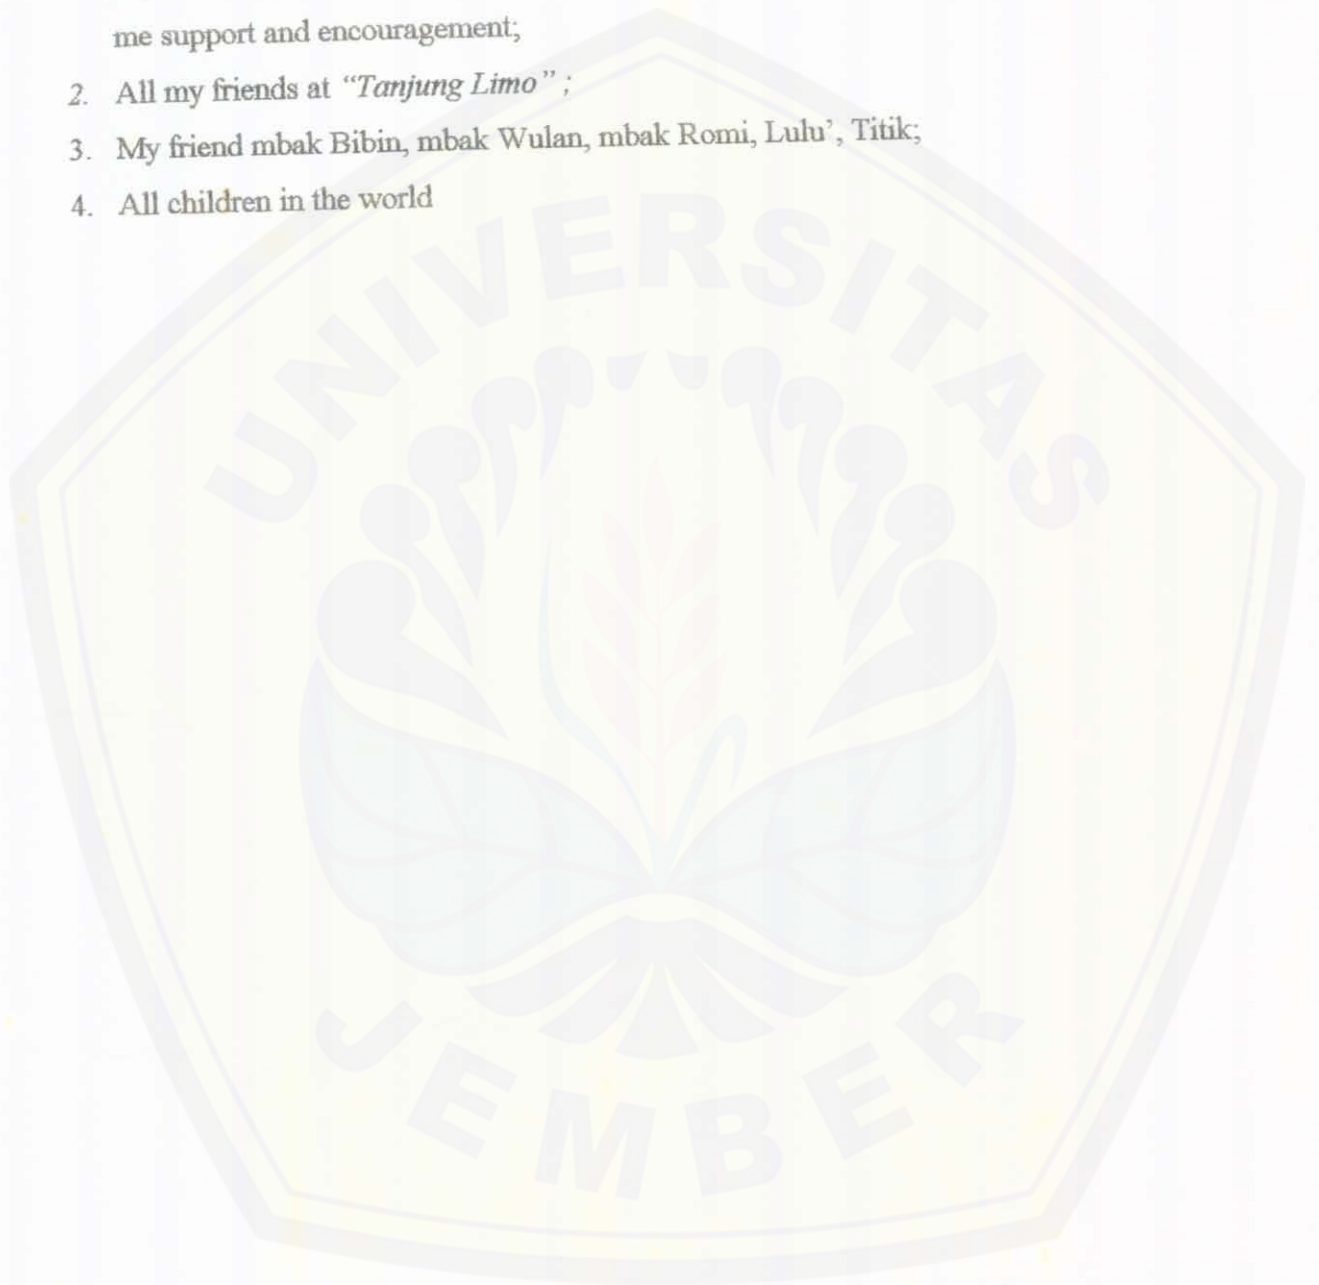 me support and encouragement;
2. All my friends at “Tanjung Limo” ;
3. My friend mbak Bibin, mbak Wulan, mbak Romi, Lulu’, Titik;
4. All children in the world
UNIVERSITAS
JEMBER